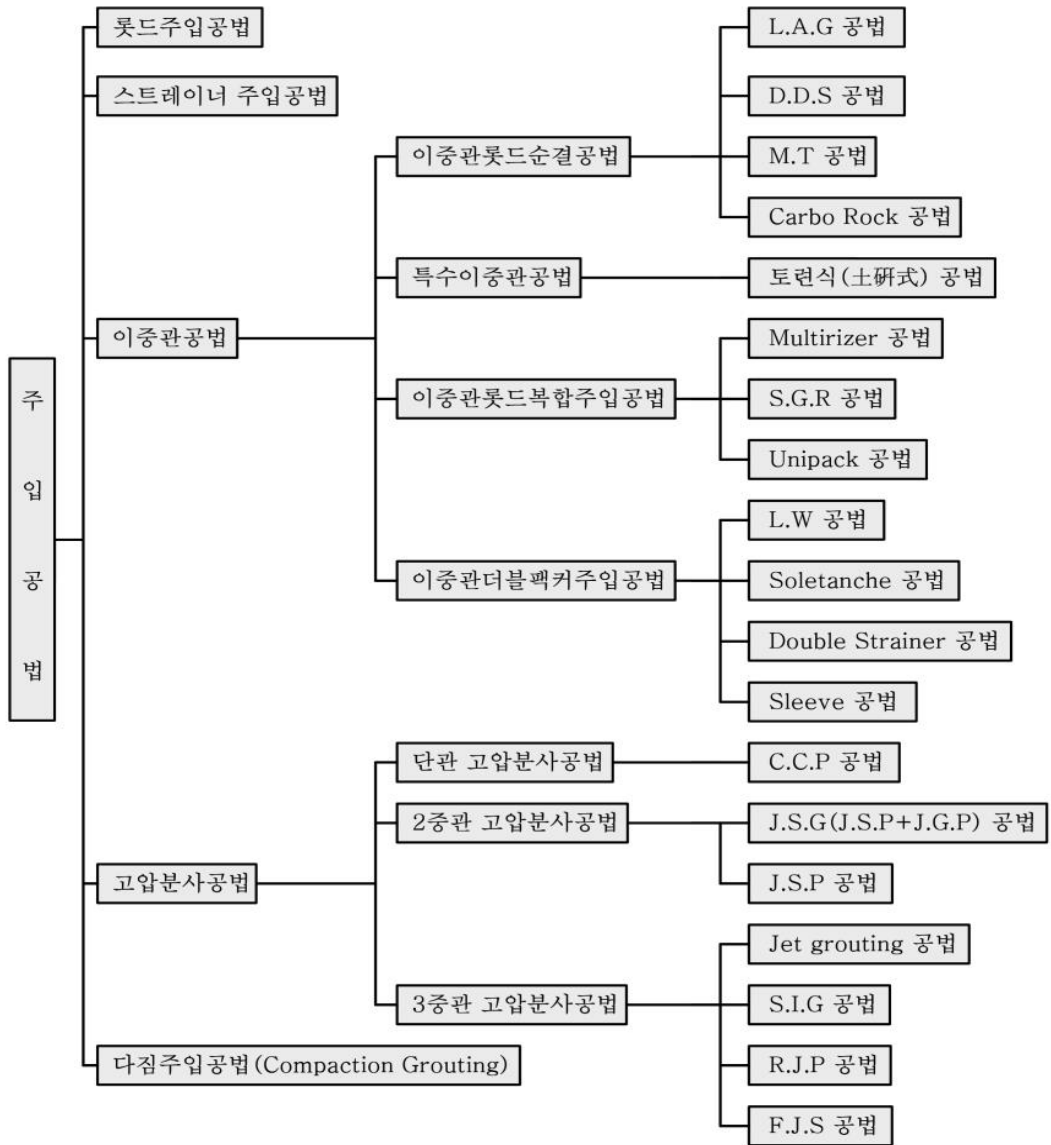 주입공법
롯드주입공법
스트레이너 주입공법
이중관공법
이중관롯드순결공법
L.A.G 공법
D.D.S 공법
M.T 공법
Carbo Rock 공법
특수이중관공법
토련식(土硏式) 공법
이중관롯드복합주입공법
Multirizer 공법
S.G.R 공법
Unipack 공법
이중관더블팩커주입공법
L.W 공법
Soletanche 공법
Double Strainer 공법
Sleeve 공법
고압분사공법
단관 고압분사공법
C.C.P 공법
2중관 고압분사공법
J.S.G(J.S.P+J.G.P) 공법
J.S.P 공법
3중관 고압분사공법
Jet grouting 공법
S.I.G 공법
R.J.P 공법
F.J.S 공법
다짐주입공법(Compaction Grouting)